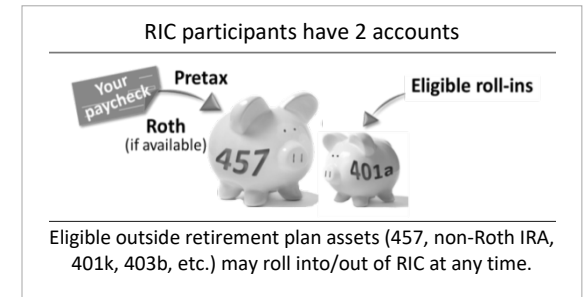 RIC participants have 2 accounts
Your
paycheck
Pretax
Roth
(if available)
457
Eligible roll-ins
401a
Eligible outside retirement plan assets (457, non-Roth IRA,
401k, 403b, etc.) may roll into/out of RIC at any time.